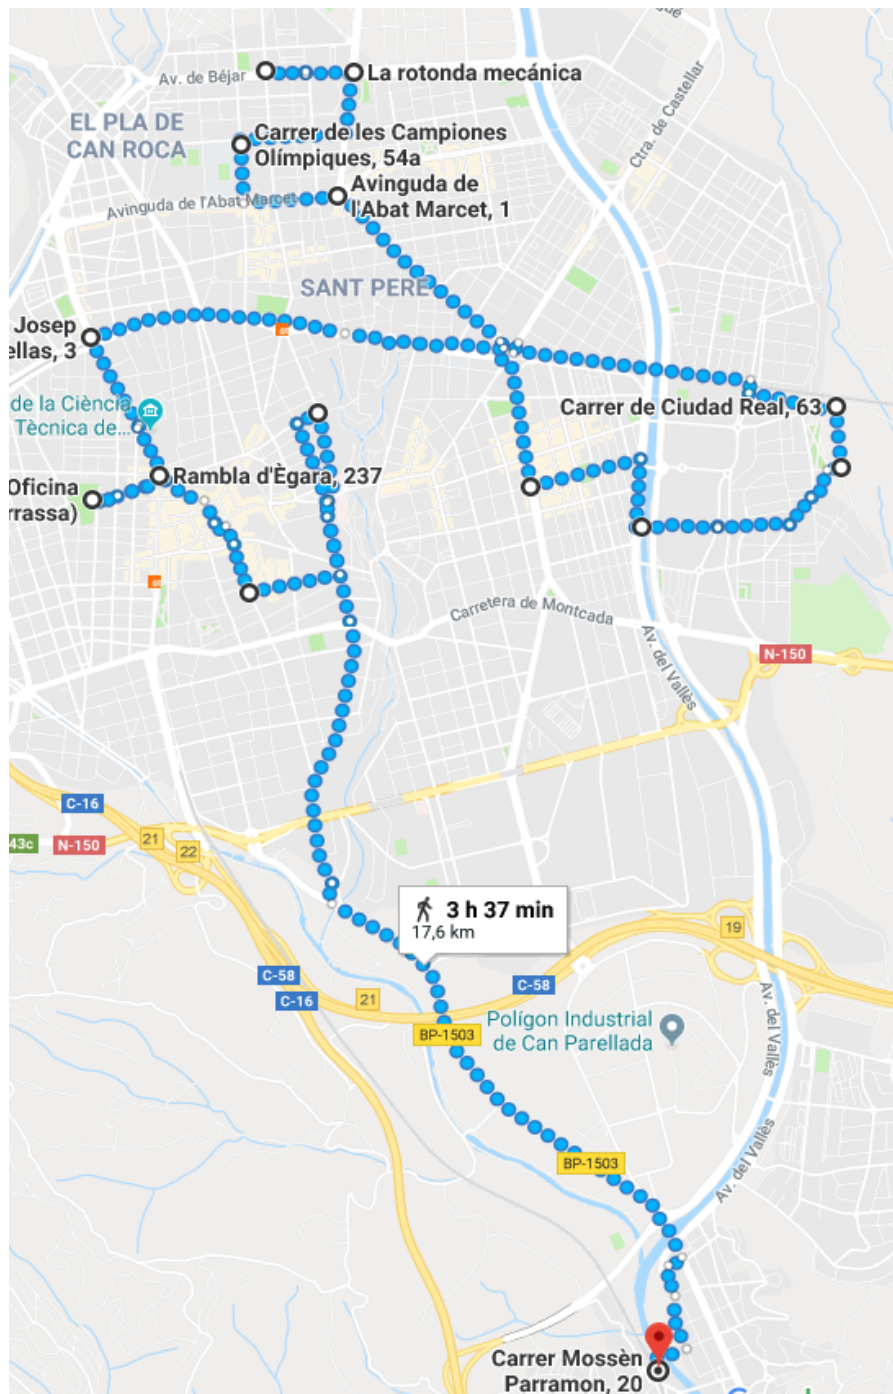 Av. de Béjar
La rotonda mecánica
EL PLA DE
CAN ROCA
Carrer de les Campiones
Olímpiques, 54a
Ctra. de Castellar
Avinguda de l'Abat Marcet
Avinguda de
l'Abat Marcet, 1
SANT PERE
Josep
ellas, 3
de la Ciència
Tècnica de...
Carrer de Ciudad Real, 63
Rambla d'Ègara, 237
Oficina
rrassa)
Carretera de Montcada
Av. del Vallès
N-150
C-16
21
22
43c
N-150
3 h 37 min
17,6 km
19
C-58
C-16
21
C-58
Av. del Vallès
Polígon Industrial
de Can Parellada
BP-1503
BP-1503
Av. del Vallès
Carrer Mossèn
Parramon, 20